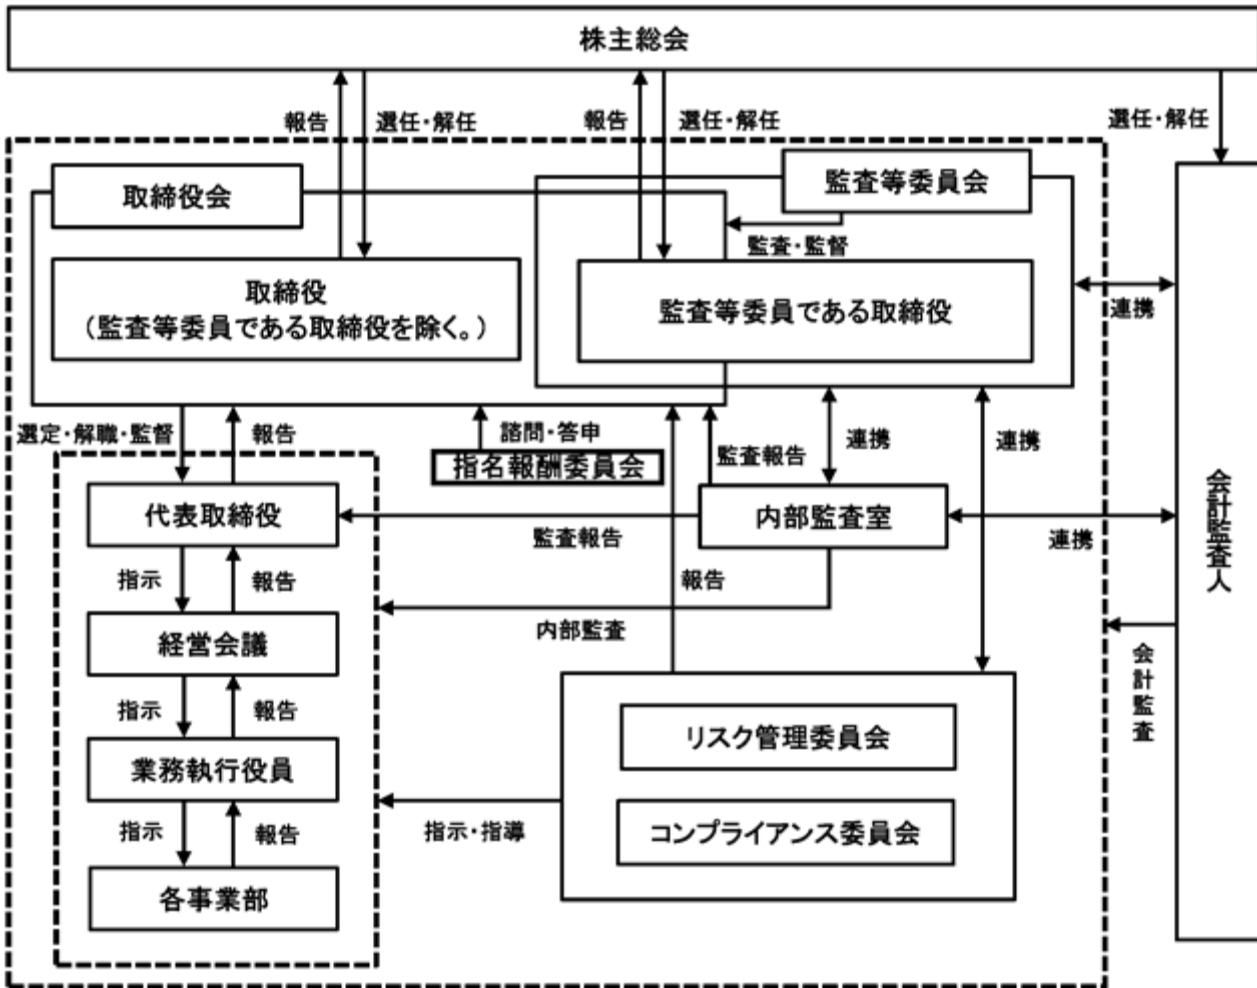 株主総会
報告
選任・解任
報告
選任・解任
選任・解任
取締役会
監査等委員会
監査・監督
取締役
（監査等委員である取締役を除く。）
監査等委員である取締役
連携
選定・解職・監督
報告
諮問・答申
指名報酬委員会
監査報告
連携
連携
代表取締役
監査報告
内部監査室
連携
会計監査人
指示
報告
内部監査
報告
経営会議
会計監査
指示
報告
リスク管理委員会
業務執行役員
指示
報告
指示・指導
コンプライアンス委員会
各事業部